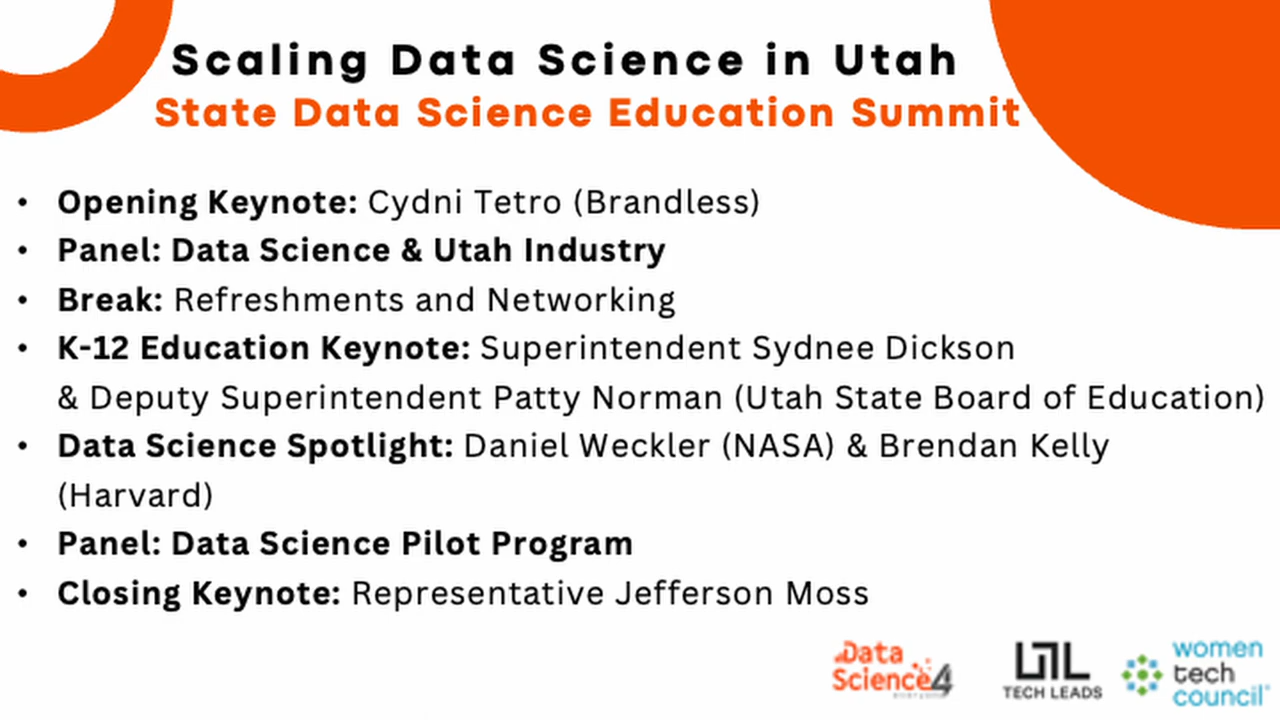 Scaling Data Science in Utah
State Data Science Education Summit
• Opening Keynote: Cydni Tetro (Brandless)
• Panel: Data Science & Utah Industry
• Break: Refreshments and Networking
• K-12 Education Keynote: Superintendent Sydnee Dickson
& Deputy Superintendent Patty Norman (Utah State Board of Education)
• Data Science Spotlight: Daniel Weckler (NASA) & Brendan Kelly
(Harvard)
• Panel: Data Science Pilot Program
• Closing Keynote: Representative Jefferson Moss
Data
Science4
TECH LEADS
women
tech
council